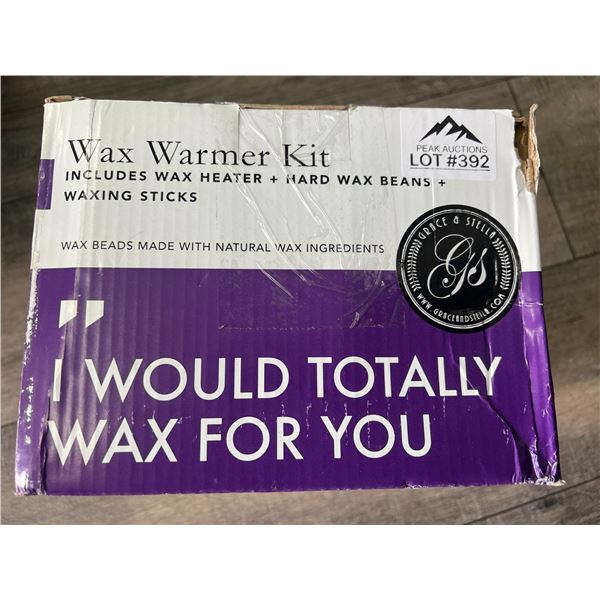 PEAK AUCTIONS
LOT #392
Wax Warmer Kit
INCLUDES WAX HEATER + HARD WAX BEANS +
WAXING STICKS
WAX BEADS MADE WITH NATURAL WAX INGREDIENTS
GRACE & STELLA
GS
WWW.GRACEANDSTELLA.COM
"
I WOULD TOTALLY
WAX FOR YOU